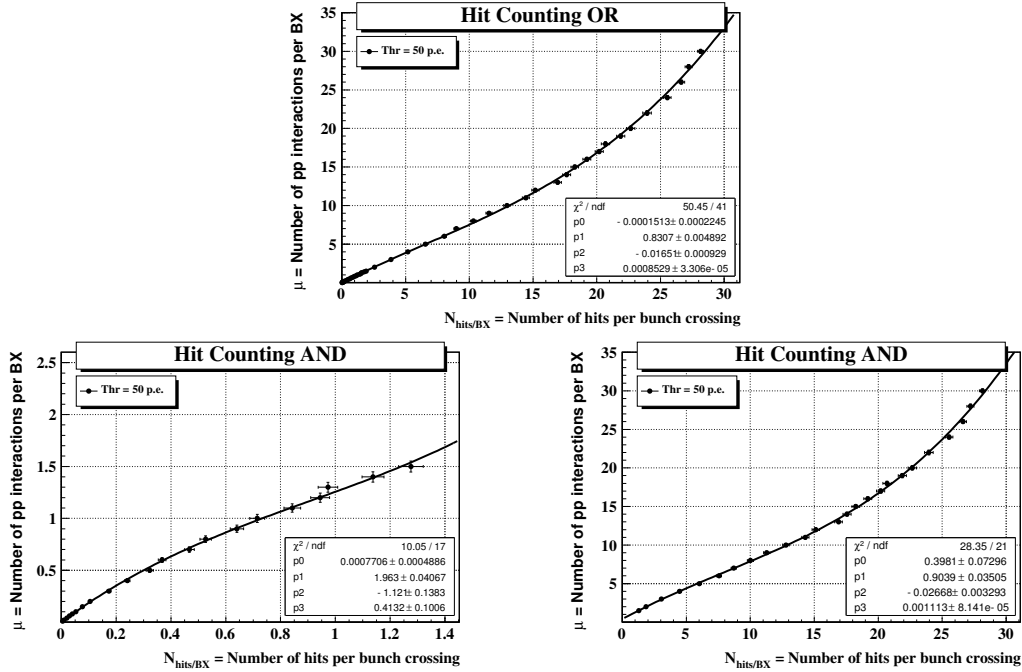 Hit Counting OR
Thr = 50 p.e.
μ = Number of pp interactions per BX
35
30
25
20
15
10
5
0
5
10
15
20
25
30
χ² / ndf 50.45 / 41
p0 - 0.0001513± 0.0002245
p1 0.8307 ± 0.004892
p2 - 0.01651± 0.000929
p3 0.0008529 ± 3.306e- 05
N hits/BX = Number of hits per bunch crossing
Hit Counting AND
Thr = 50 p.e.
μ = Number of pp interactions per BX
2.5
2
1.5
1
0.5
0
0.2
0.4
0.6
0.8
1
1.2
1.4
χ² / ndf 10.05 / 17
p0 0.0007706 ± 0.0004886
p1 1.963 ± 0.04067
p2 - 1.121± 0.1383
p3 0.4132 ± 0.1006
N hits/BX = Number of hits per bunch crossing
Hit Counting AND
Thr = 50 p.e.
μ = Number of pp interactions per BX
35
30
25
20
15
10
5
0
5
10
15
20
25
30
χ² / ndf 28.35 / 21
p0 0.3981 ± 0.07296
p1 0.9039 ± 0.03505
p2 - 0.02668 ± 0.003293
p3 0.001113 ± 8.141e- 05
N hits/BX = Number of hits per bunch crossing